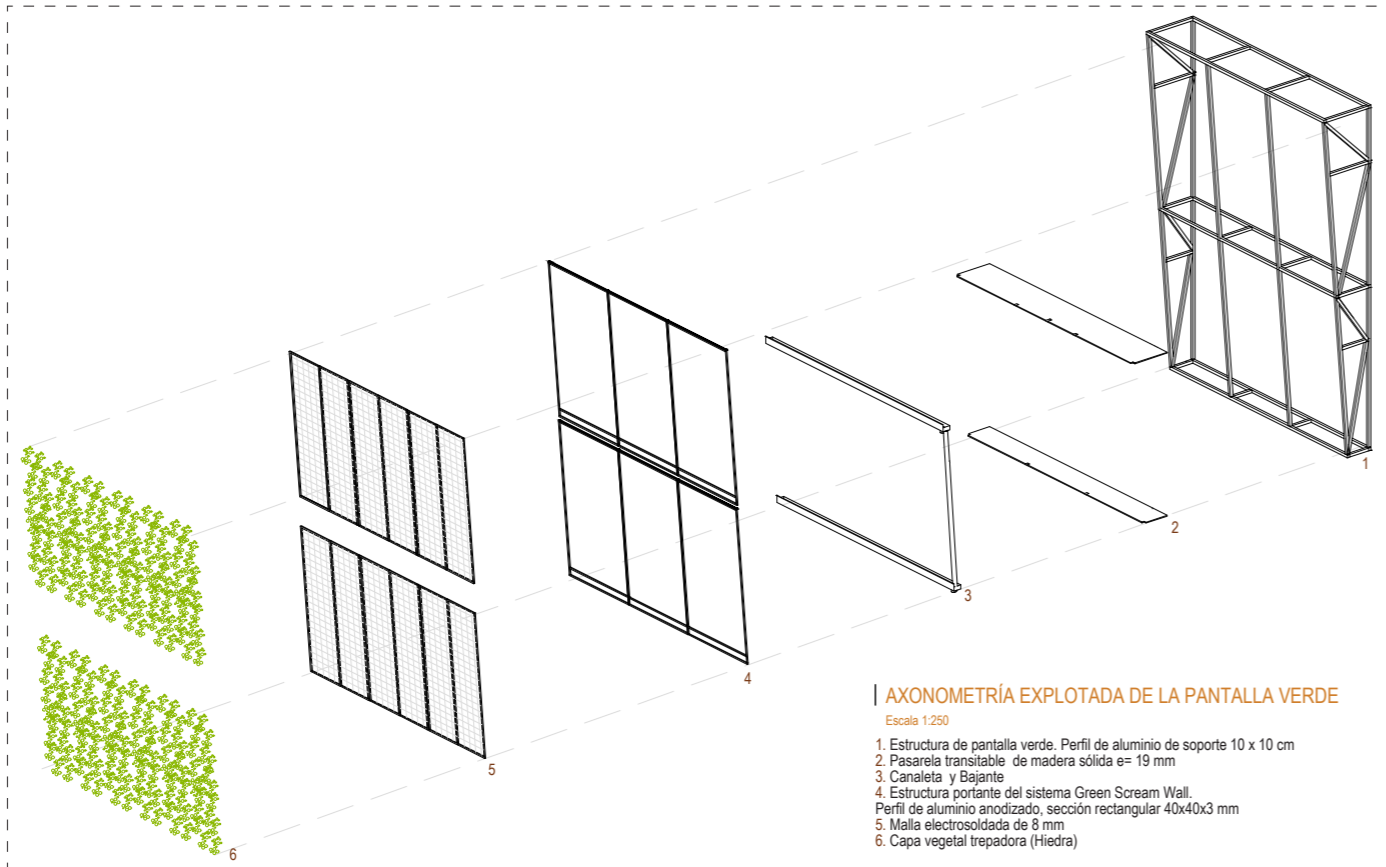 1
2
3
4
5
6
AXONOMETRÍA EXPLOTADA DE LA PANTALLA VERDE
Escala 1:250
1. Estructura de pantalla verde. Perfil de aluminio de soporte 10 x 10 cm
2. Pasarela transitable de madera sólida e= 19 mm
3. Canaleta y Bajante
4. Estructura portante del sistema Green Scream Wall.
Perfil de aluminio anodizado, sección rectangular 40x40x3 mm
5. Malla electrosoldada de 8 mm
6. Capa vegetal trepadora (Hiedra)